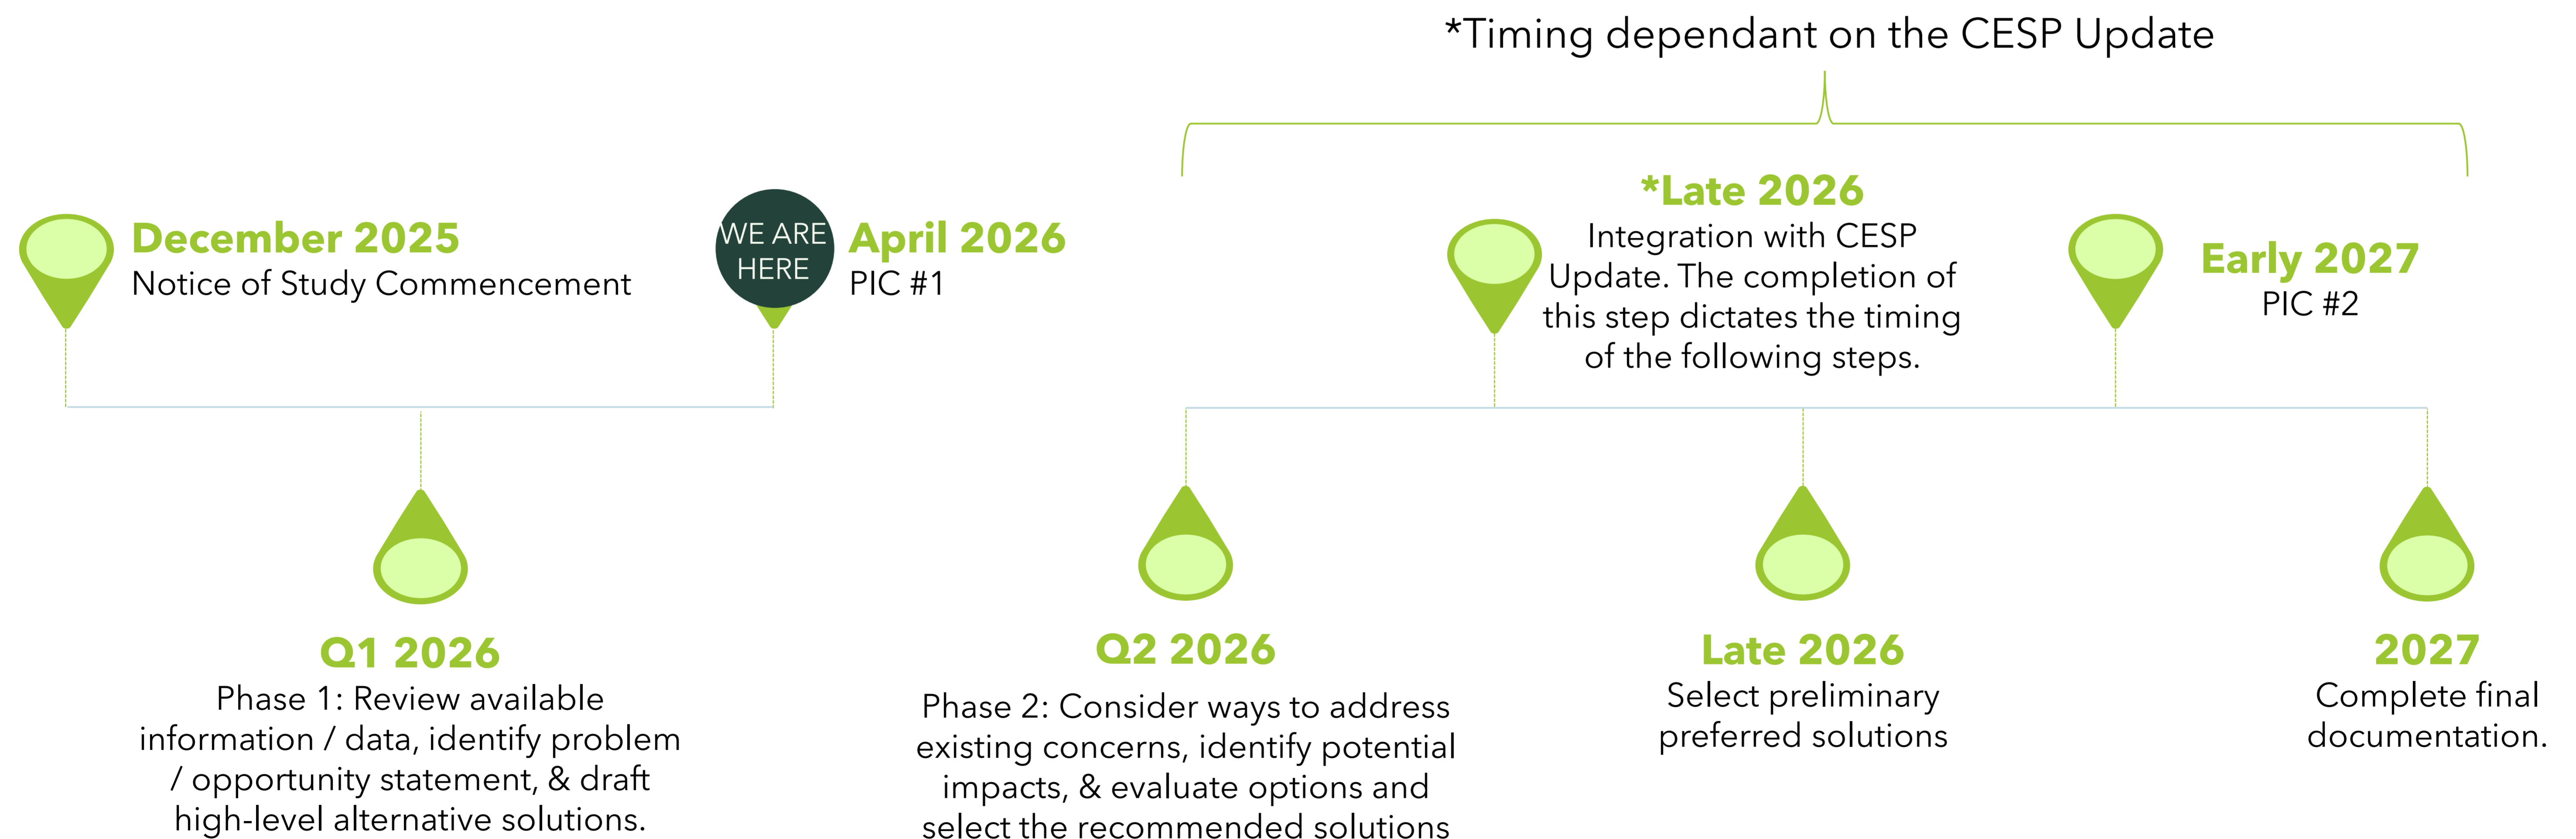 *Timing dependant on the CESP Update
December 2025
Notice of Study Commencement
WE ARE
HERE
April 2026
PIC #1
*Late 2026
Integration with CESP
Update. The completion of
this step dictates the timing
of the following steps.
Early 2027
PIC #2
Q1 2026
Phase 1: Review available
information / data, identify problem
/ opportunity statement, & draft
high-level alternative solutions.
Q2 2026
Phase 2: Consider ways to address
existing concerns, identify potential
impacts, & evaluate options and
select the recommended solutions
Late 2026
Select preliminary
preferred solutions
2027
Complete final
documentation.